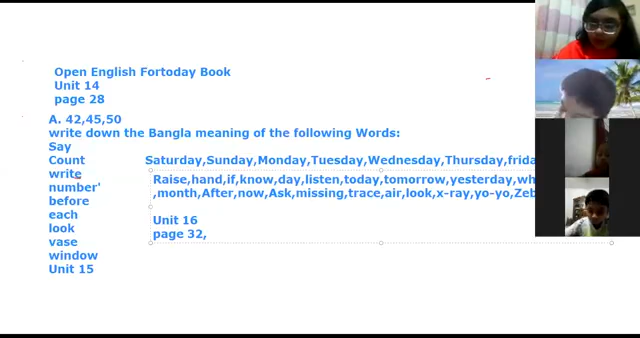 Open English Fortoday Book
Unit 14
page 28
A. 42,45,50
write down the Bangla meaning of the following Words:
Say
Count
write
number'
before
each
look
vase
window
Unit 15
Saturday,Sunday,Monday,Tuesday,Wednesday,Thursday,frida
Raise,hand,if,know,day,listen,today,tomorrow,yesterday,wh
,month,After,now,Ask,missing,trace,air,look,x-ray,yo-yo,Zeb
Unit 16
page 32,